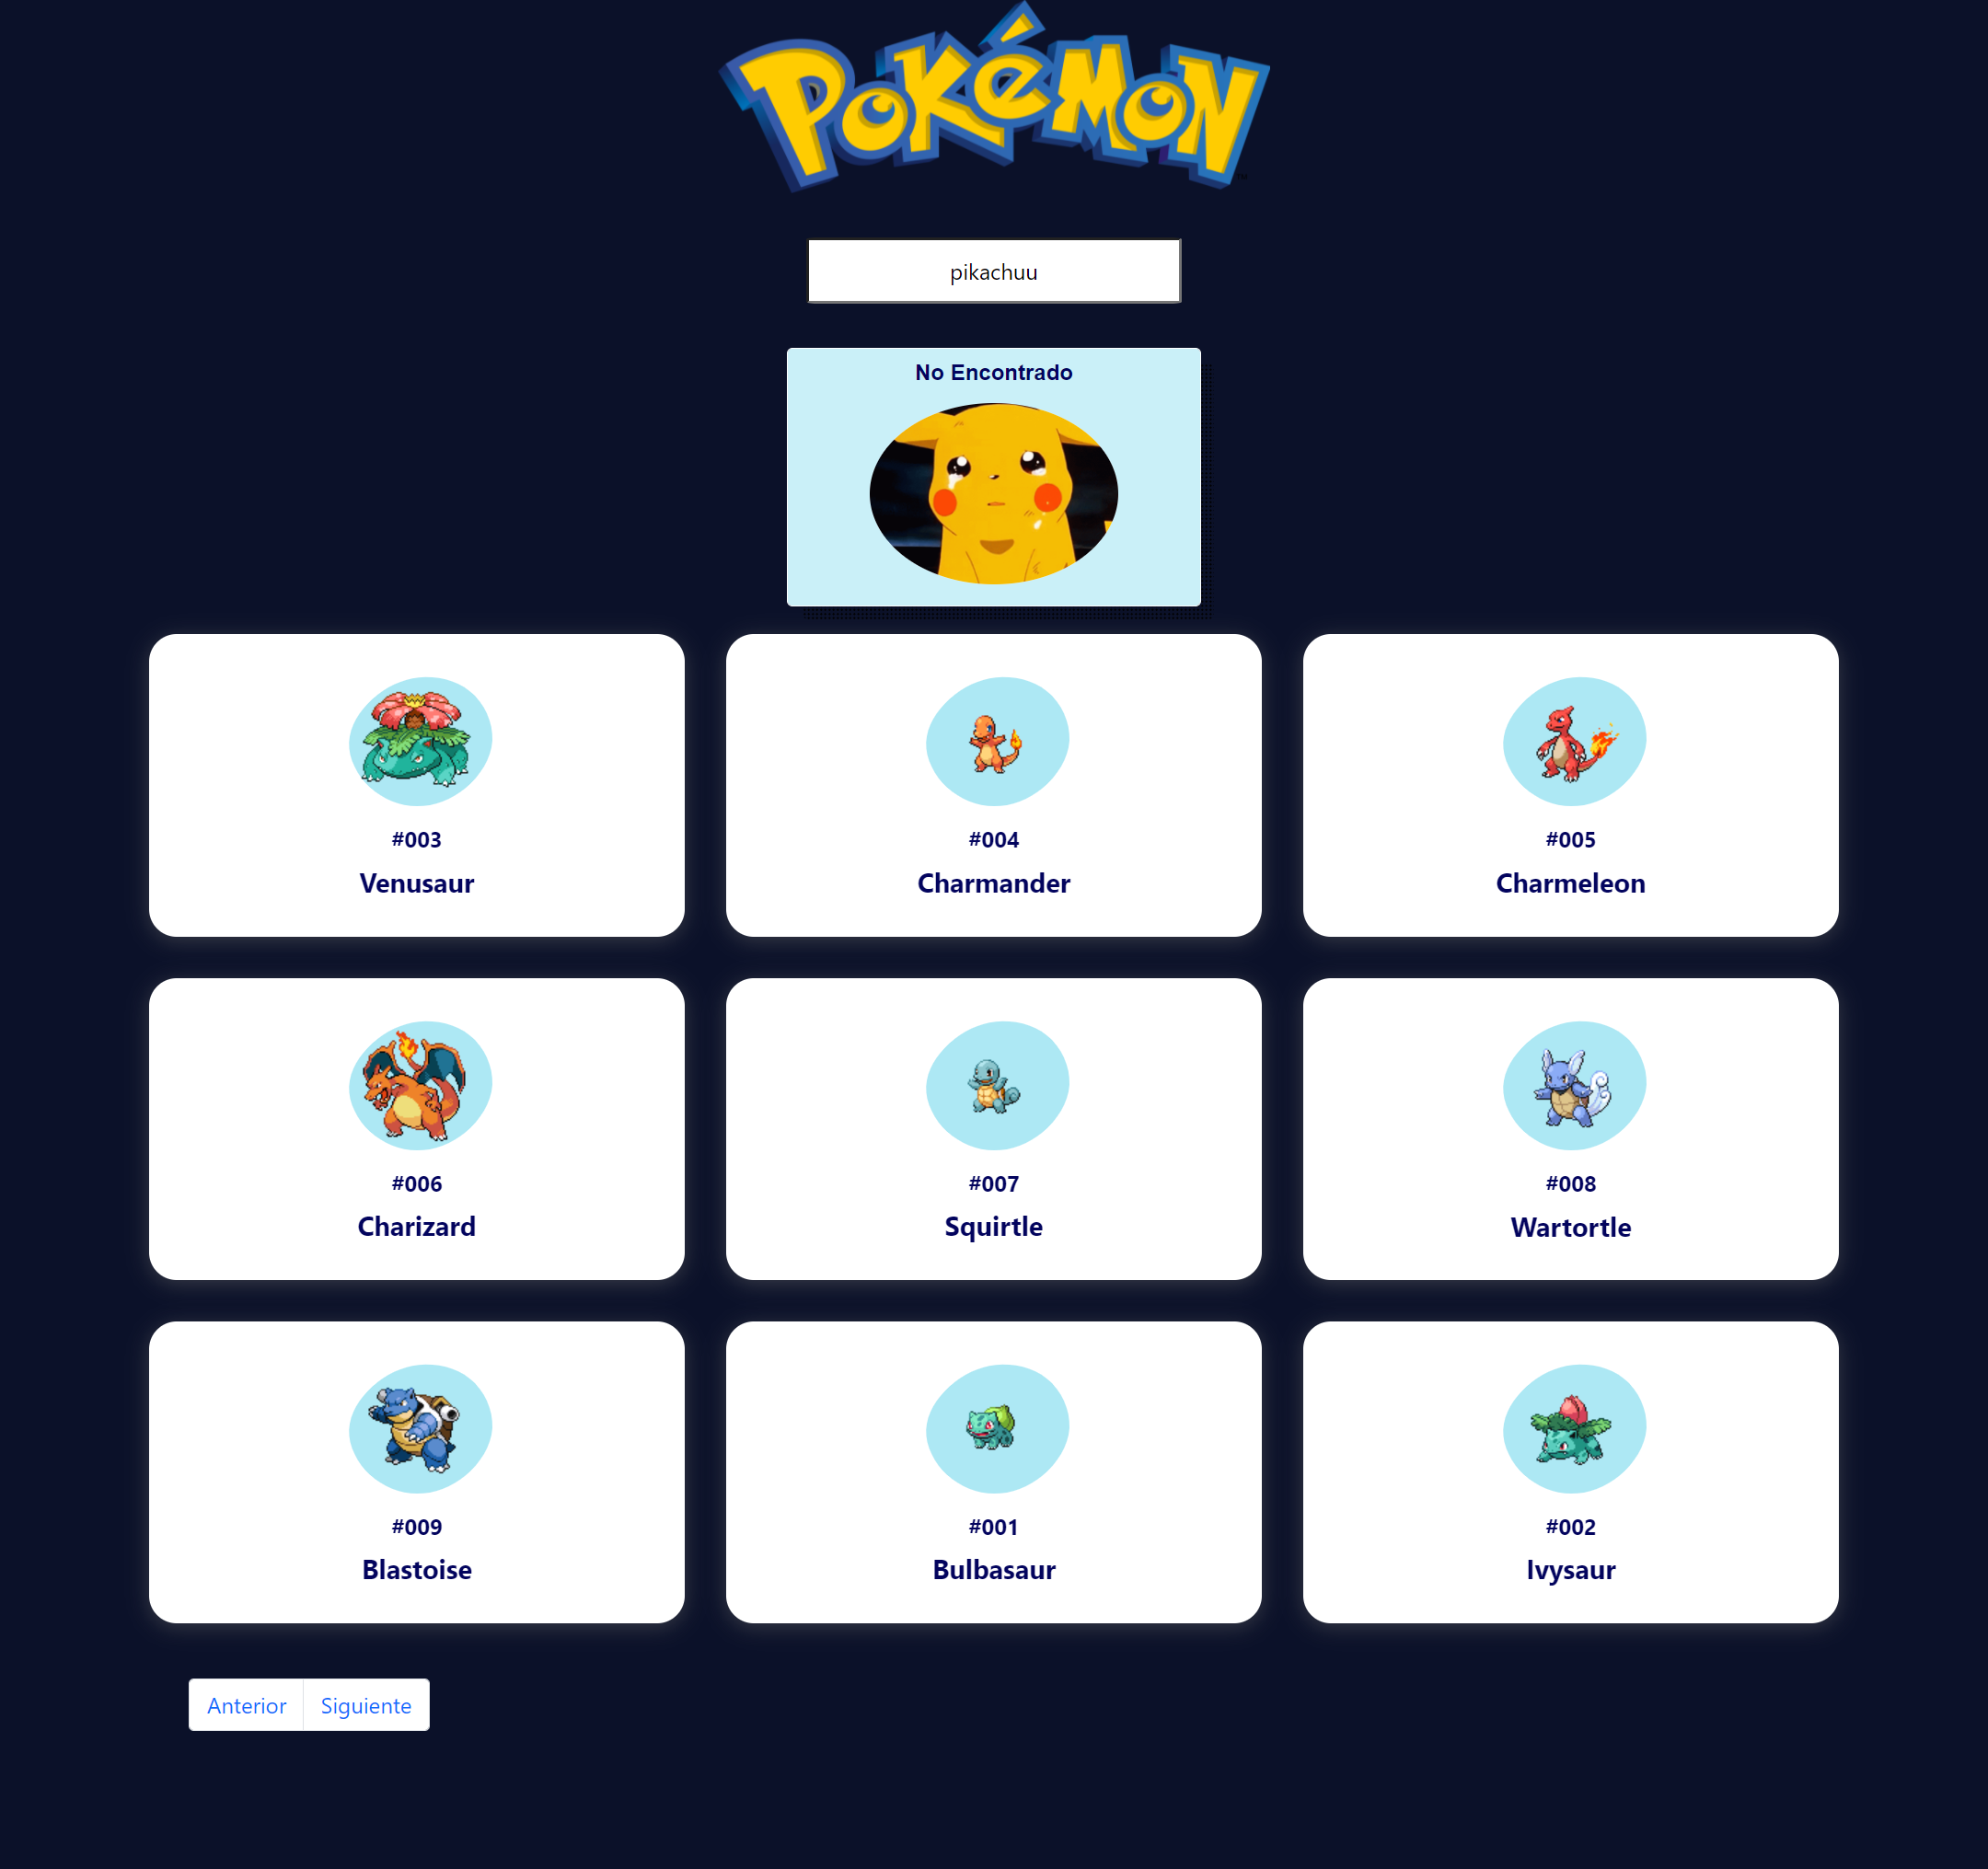 POKéMON
pikachuu
No Encontrado
#003
Venusaur
#004
Charmander
#005
Charmeleon
#006
Charizard
#007
Squirtle
#008
Wartortle
#009
Blastoise
#001
Bulbasaur
#002
Ivysaur
Anterior
Siguiente